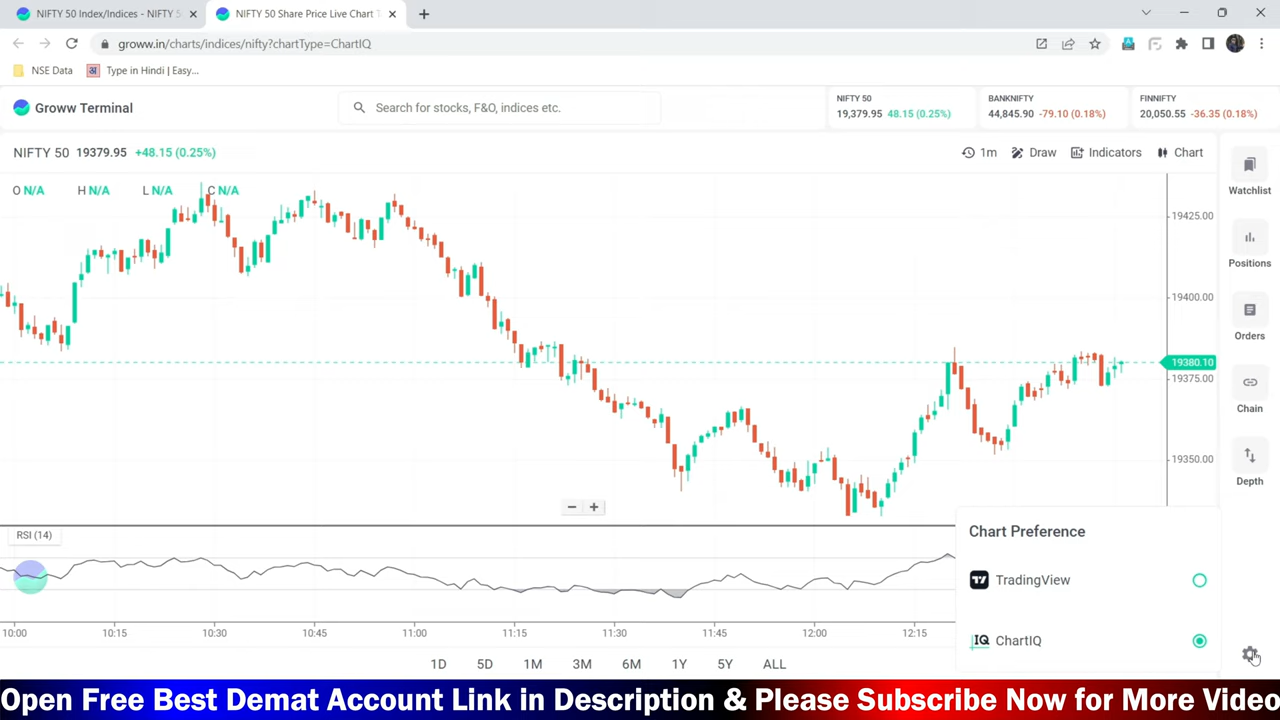 NIFTY 50 Index/Indices - NIFTY 5
NIFTY 50 Share Price Live Chart T
groww.in/charts/indices/nifty?chartType=ChartIQ
NSE Data
Type in Hindi | Easy...
Groww Terminal
Search for stocks, F&O, indices etc.
NIFTY 50
19,379.95 48.15 (0.25%)
BANKNIFTY
44,845.90 -79.10 (0.18%)
FINNIFTY
20,050.55 -36.35 (0.18%)
NIFTY 50 19379.95 +48.15 (0.25%)
1m
Draw
Indicators
Chart
O N/A H N/A L N/A C N/A
19425.00
19400.00
19380.10
19375.00
19350.00
Watchlist
Positions
Orders
Chain
Depth
RSI (14)
Chart Preference
TradingView
IQ ChartIQ
10:00 10:15 10:30 10:45 11:00 11:15 11:30 11:45 12:00 12:15
1D 5D 1M 3M 6M 1Y 5Y ALL
Open Free Best Demat Account Link in Description & Please Subscribe Now for More Video